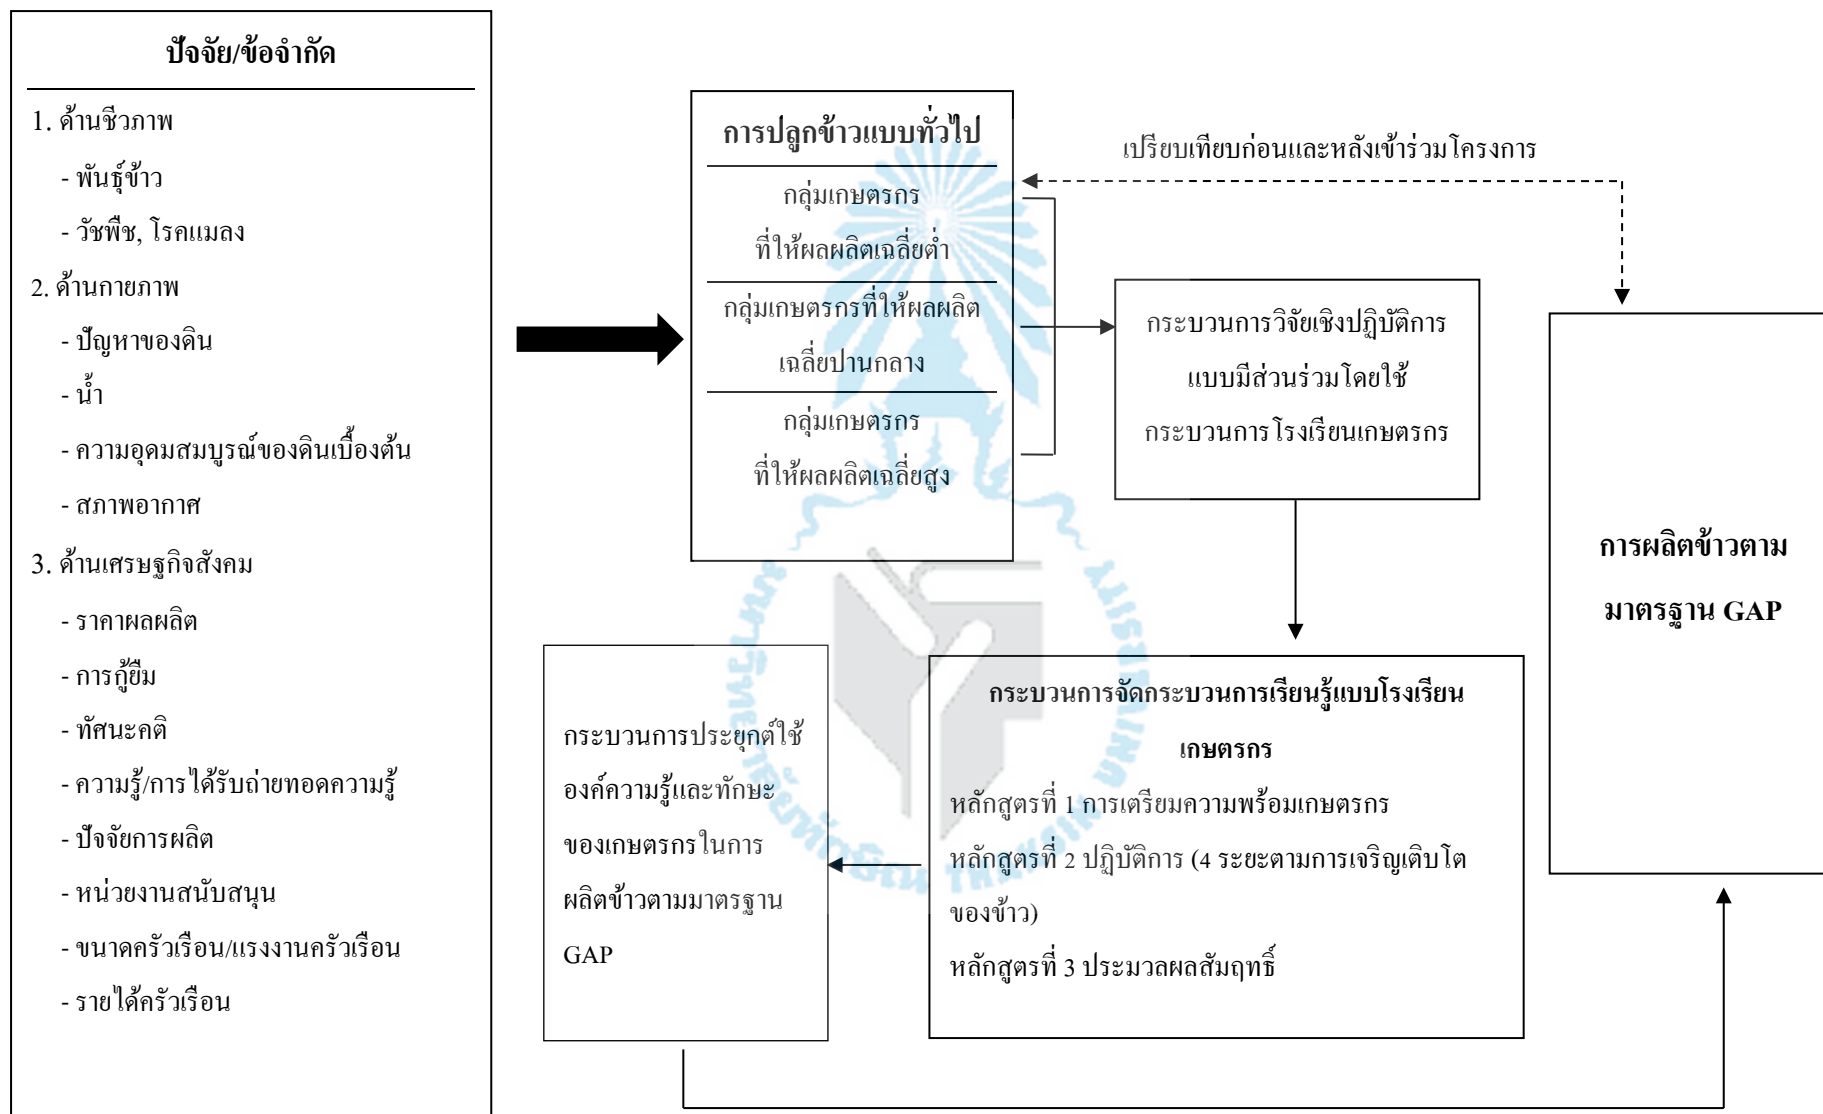 ปัจจัย/ข้อจำกัด
1. ด้านชีวภาพ
- พันธุ์ข้าว
- วัชพืช, โรคแมลง
2. ด้านกายภาพ
- ปัญหาของดิน
- น้ำ
- ความอุดมสมบูรณ์ของดินเบื้องต้น
- สภาพอากาศ
3. ด้านเศรษฐกิจสังคม
- ราคาผลผลิต
- การกู้ยืม
- ทัศนะคติ
- ความรู้/การได้รับถ่ายทอดความรู้
- ปัจจัยการผลิต
- หน่วยงานสนับสนุน
- ขนาดครัวเรือน/แรงงานครัวเรือน
- รายได้ครัวเรือน
การปลูกข้าวแบบทั่วไป
กลุ่มเกษตรกร
ที่ให้ผลผลิตเฉลี่ยต่ำ
กลุ่มเกษตรกรที่ให้ผลผลิต
เฉลี่ยปานกลาง
กลุ่มเกษตรกร
ที่ให้ผลผลิตเฉลี่ยสูง
เปรียบเทียบก่อนและหลังเข้าร่วมโครงการ
กระบวนการวิจัยเชิงปฏิบัติการ
แบบมีส่วนร่วมโดยใช้
กระบวนการโรงเรียนเกษตรกร
การผลิตข้าวตาม
มาตรฐาน GAP
กระบวนการจัดกระบวนการเรียนรู้แบบโรงเรียน
เกษตรกร
หลักสูตรที่ 1 การเตรียมความพร้อมเกษตรกร
หลักสูตรที่ 2 ปฏิบัติการ (4 ระยะตามการเจริญเติบโต
ของข้าว)
หลักสูตรที่ 3 ประมวลผลสัมฤทธิ์
กระบวนการประยุกต์ใช้
องค์ความรู้และทักษะ
ของเกษตรกรในการ
ผลิตข้าวตามมาตรฐาน
GAP
มหาวิทยาลัยทักษิณ THAKSIN UNIVERSITY